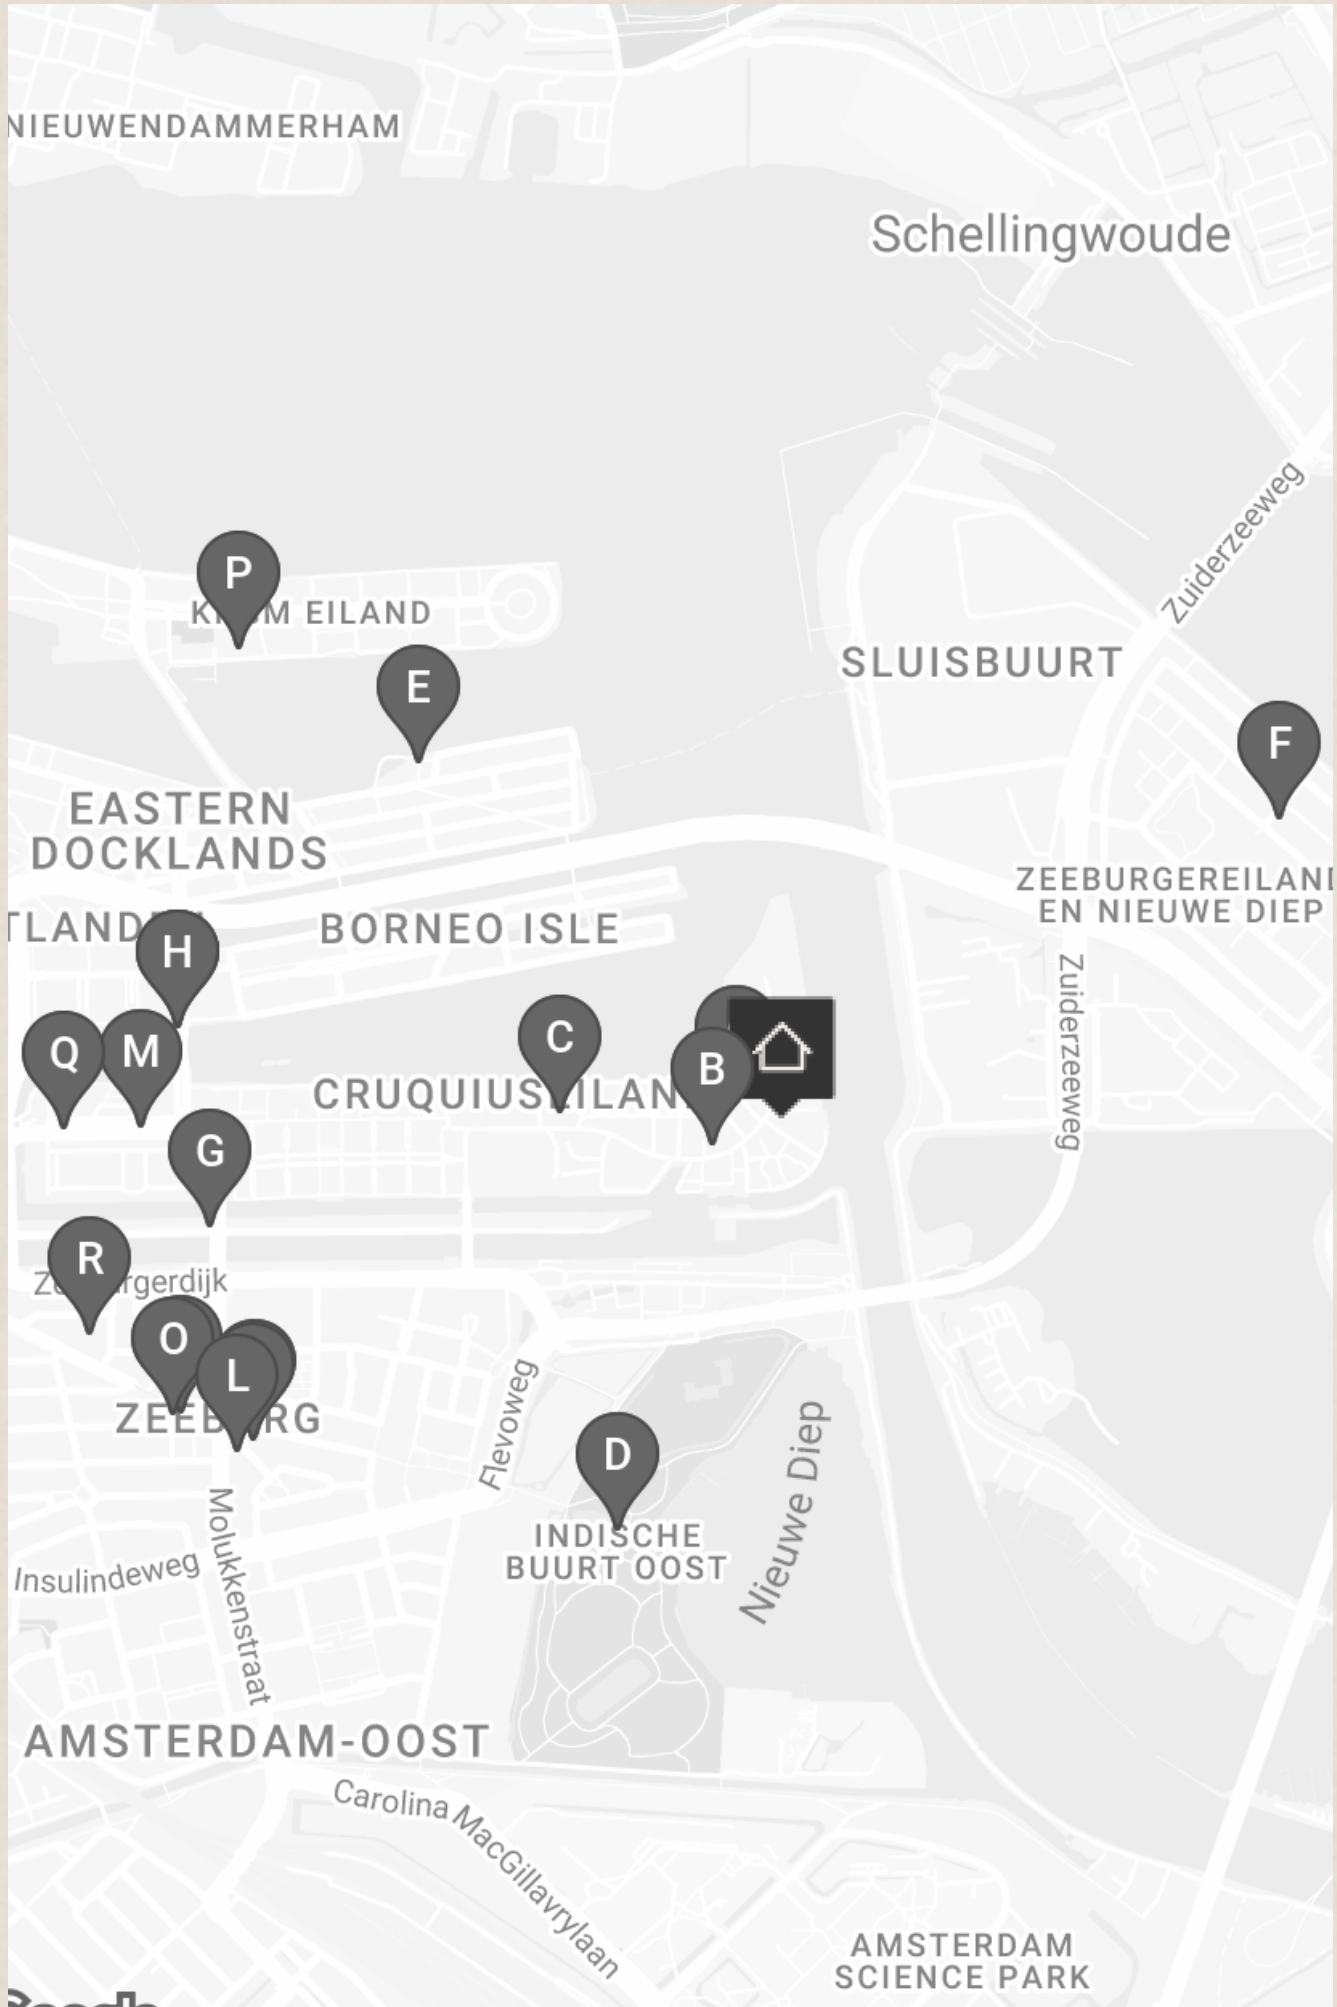 NIEUWENDAMMERHAM
Schellingwoude
Zuiderzeeweg
P
EILAND
E
SLUISBUURT
F
EASTERN
DOCKLANDS
ZEEBURGEREILAND
EN NIEUWE DIEP
H
BORNEO ISLE
Zuiderzeeweg
Q
M
C
B
G
R
O
L
Flevoweg
D
Nieuwe Diep
INDISCHE
BUURT OOST
Molukkenstraat
Insulindeweg
AMSTERDAM-OOST
Carolina MacGillavrylaan
AMSTERDAM
SCIENCE PARK